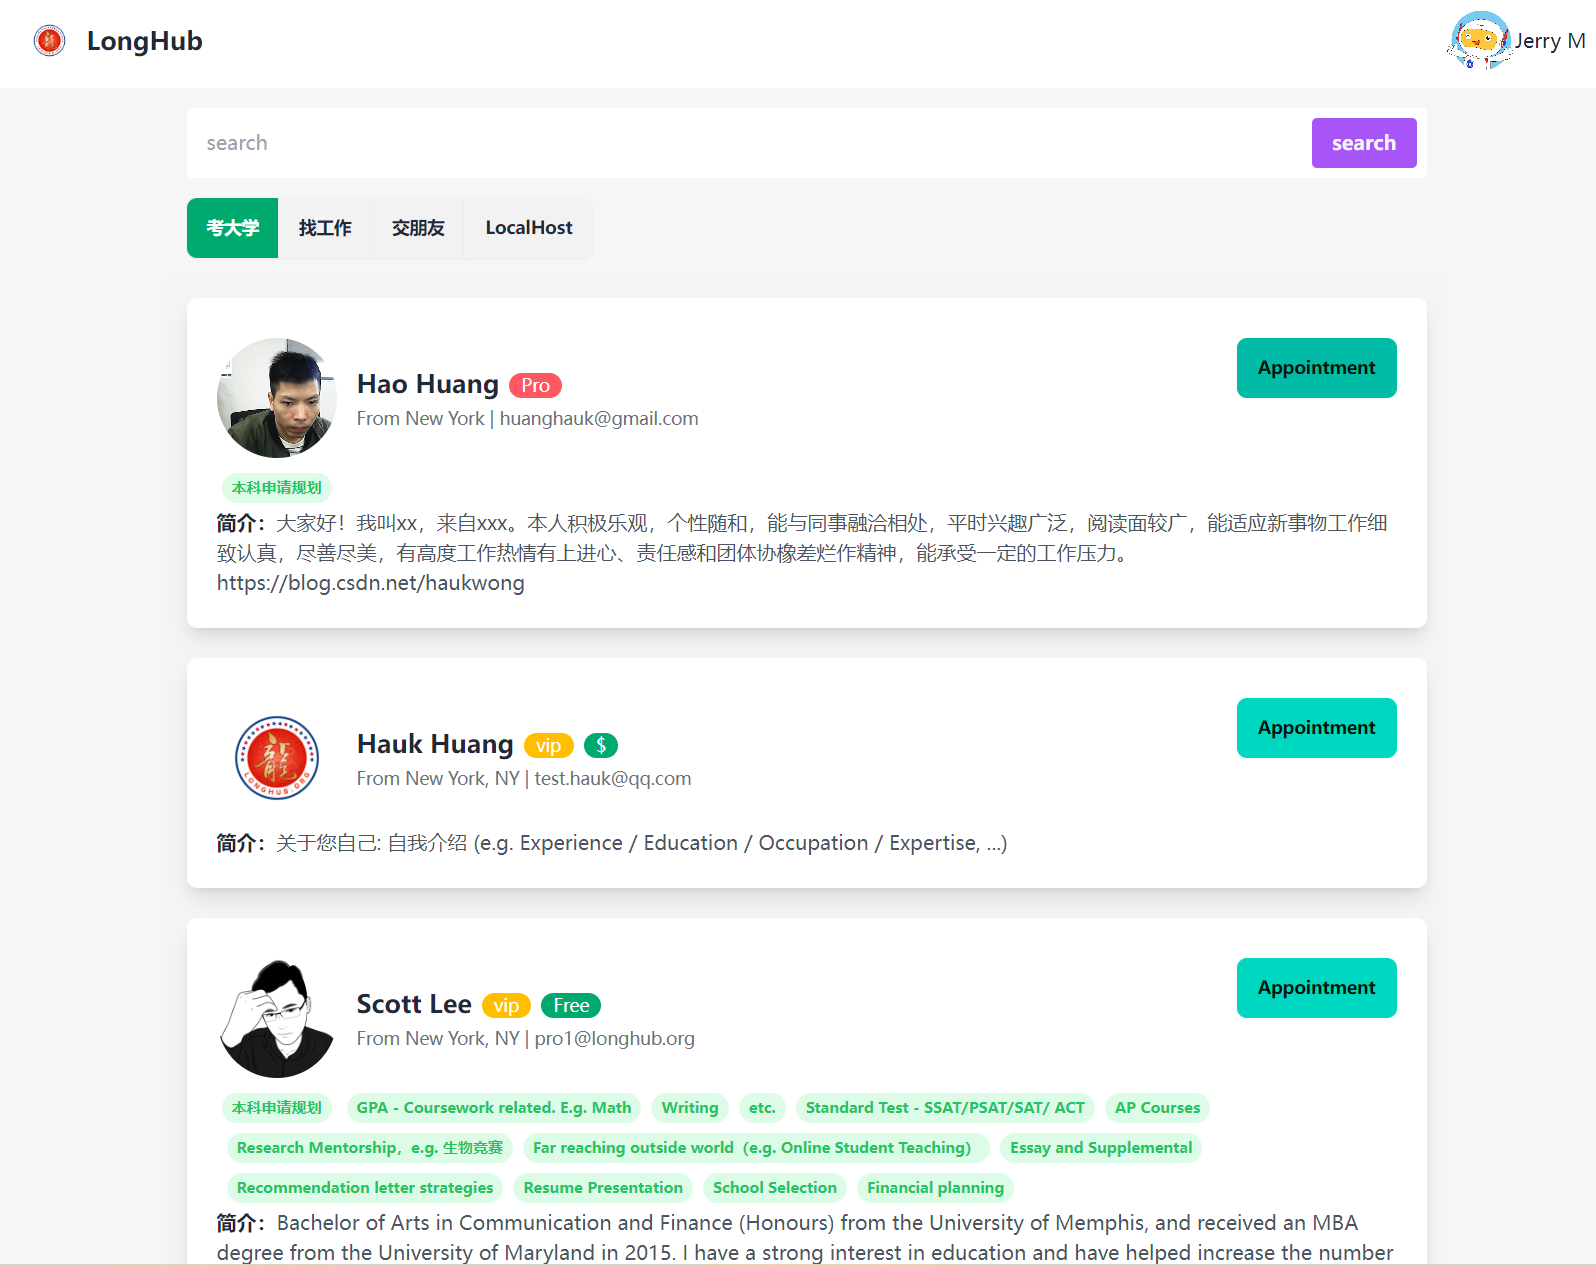 LongHub
Jerry M
search
search
考大学 找工作 交朋友 LocalHost
Hao Huang Pro
Appointment
From New York | huanghauk@gmail.com
本科申请规划
简介：大家好！我叫xx，来自xxx。本人积极乐观，个性随和，能与同事融洽相处，平时兴趣广泛，阅读面较广，能适应新事物工作细
致认真，尽善尽美，有高度工作热情有上进心、责任感和团体协橡差烂作精神，能承受一定的工作压力。
https://blog.csdn.net/haukwong
Hauk Huang vip $
Appointment
From New York, NY | test.hauk@qq.com
LONGHUB.ORG
简介：关于您自己: 自我介绍 (e.g. Experience / Education / Occupation / Expertise, ...)
Scott Lee vip Free
Appointment
From New York, NY | pro1@longhub.org
本科申请规划 GPA - Coursework related. E.g. Math Writing etc. Standard Test - SSAT/PSAT/SAT/ ACT AP Courses
Research Mentorship，e.g. 生物竞赛 Far reaching outside world（e.g. Online Student Teaching） Essay and Supplemental
Recommendation letter strategies Resume Presentation School Selection Financial planning
简介：Bachelor of Arts in Communication and Finance (Honours) from the University of Memphis, and received an MBA
degree from the University of Maryland in 2015. I have a strong interest in education and have helped increase the number